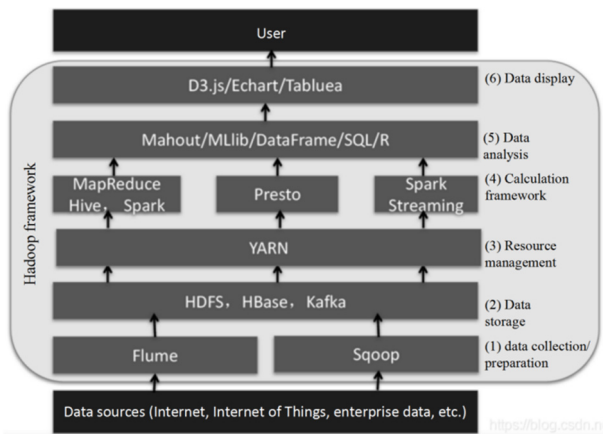 User
D3.js/Echart/Tabluea
(6) Data display
Mahout/MLlib/DataFrame/SQL/R
(5) Data
analysis
MapReduce
Hive，Spark
Presto
Spark
Streaming
(4) Calculation
framework
YARN
(3) Resource
management
HDFS，HBase，Kafka
(2) Data
storage
Flume
Sqoop
(1) data collection/
preparation
Hadoop framework
Data sources (Internet, Internet of Things, enterprise data, etc.)
https://blog.csdn.n